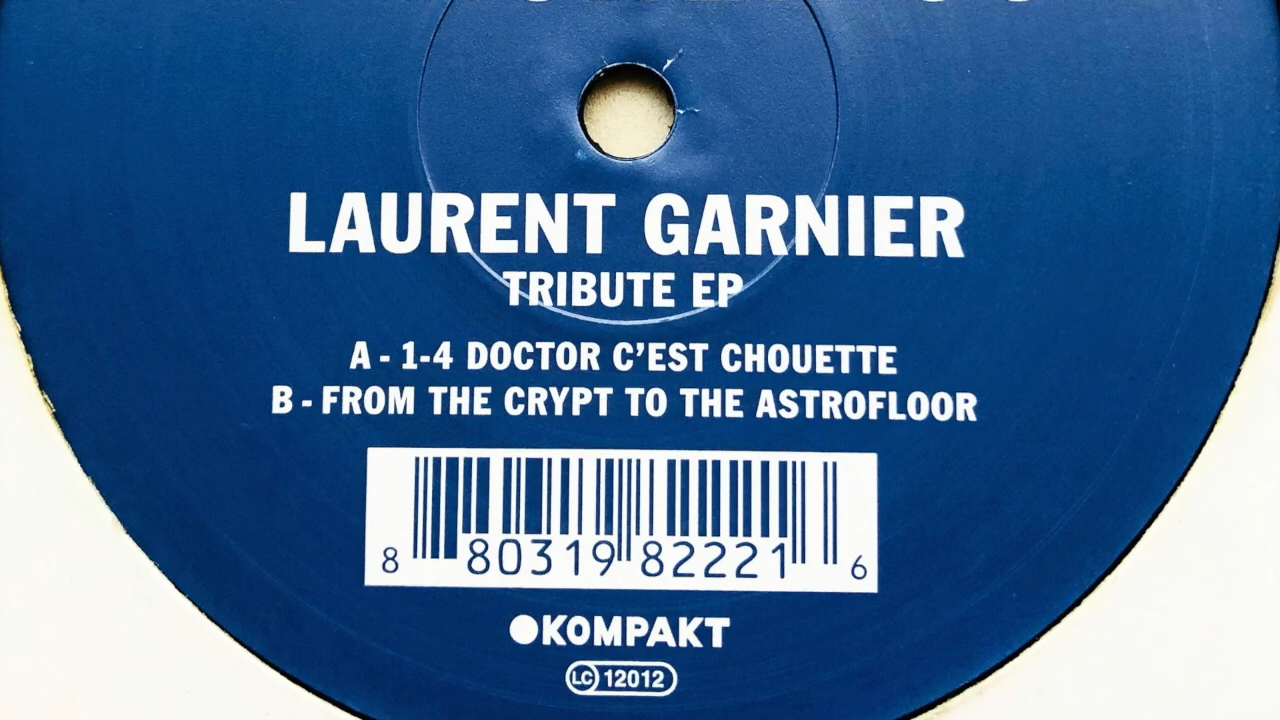 LAURENT GARNIER
TRIBUTE EP
A - 1-4 DOCTOR C'EST CHOUETTE
B - FROM THE CRYPT TO THE ASTROFLOOR
8 80319 82221 6
KOMPAKT
LC 12012